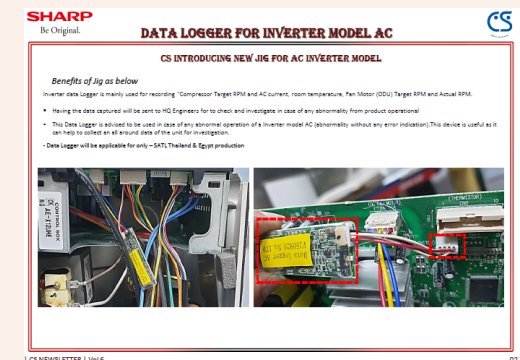 SHARP
Be Original.
CS
DATA LOGGER FOR INVERTER MODEL AC
CS INTRODUCING NEW JIG FOR AC INVERTER MODEL
Benefits of Jig as below
Inverter data Logger is mainly used for recording "Compressor Target RPM and AC current, room temperature, Fan Motor (ODU) Target RPM and Actual RPM.
• Having the data captured will be sent to HQ Engineers for to check and investigate in case of any abnormality from product operational
• This Data Logger is advised to be used in case of any abnormal operation of a Inverter model AC (abnormality without any error indication).This device is useful as it
can help to collect an all around data of the unit for investigation.
- Data Logger will be applicable for only – SATL Thailand & Egypt production
CONTROL BOX
(THERMISTOR)
Data Logger AC
| CS NEWSLETTER | Vol 6